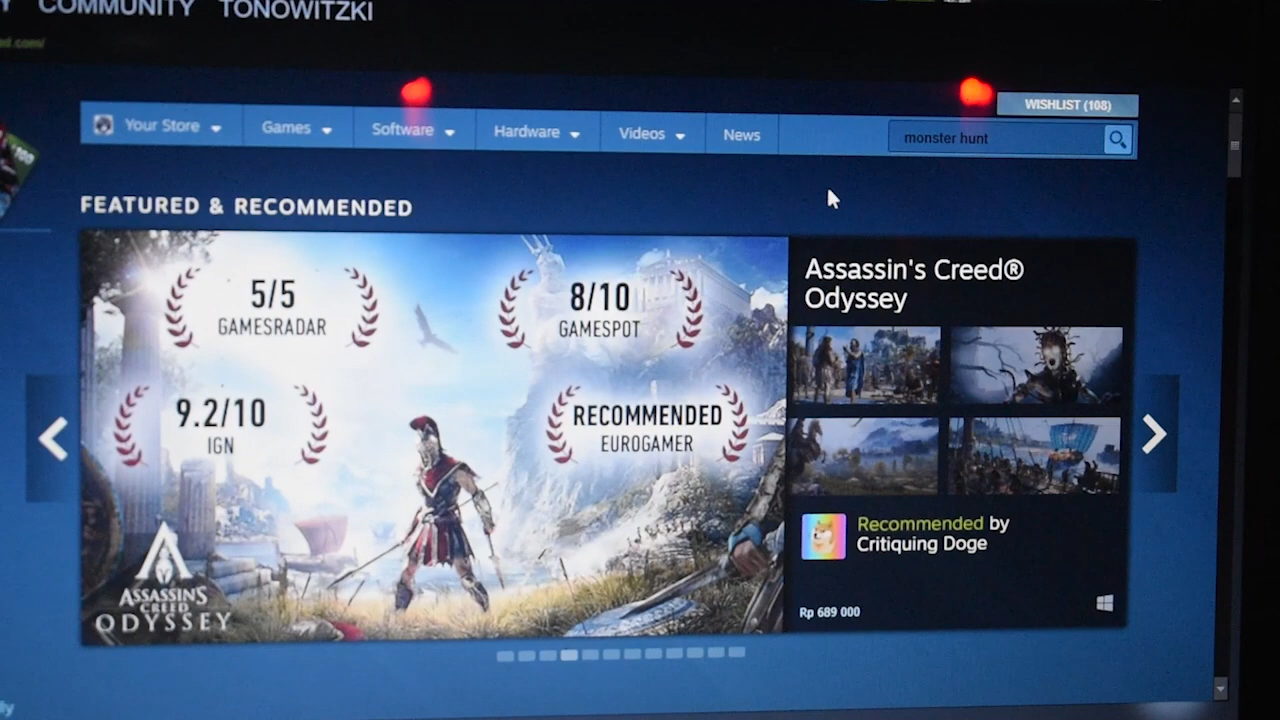 Y COMMUNITY TONOWITZKI
WISHLIST (108)
Your Store Games Software Hardware Videos News
monster hunt
FEATURED & RECOMMENDED
5/5
GAMESRADAR
8/10
GAMESPOT
9.2/10
IGN
RECOMMENDED
EUROGAMER
ASSASSIN'S
CREED
ODYSSEY
Assassin's Creed®
Odyssey
Recommended by
Critiquing Doge
Rp 689 000